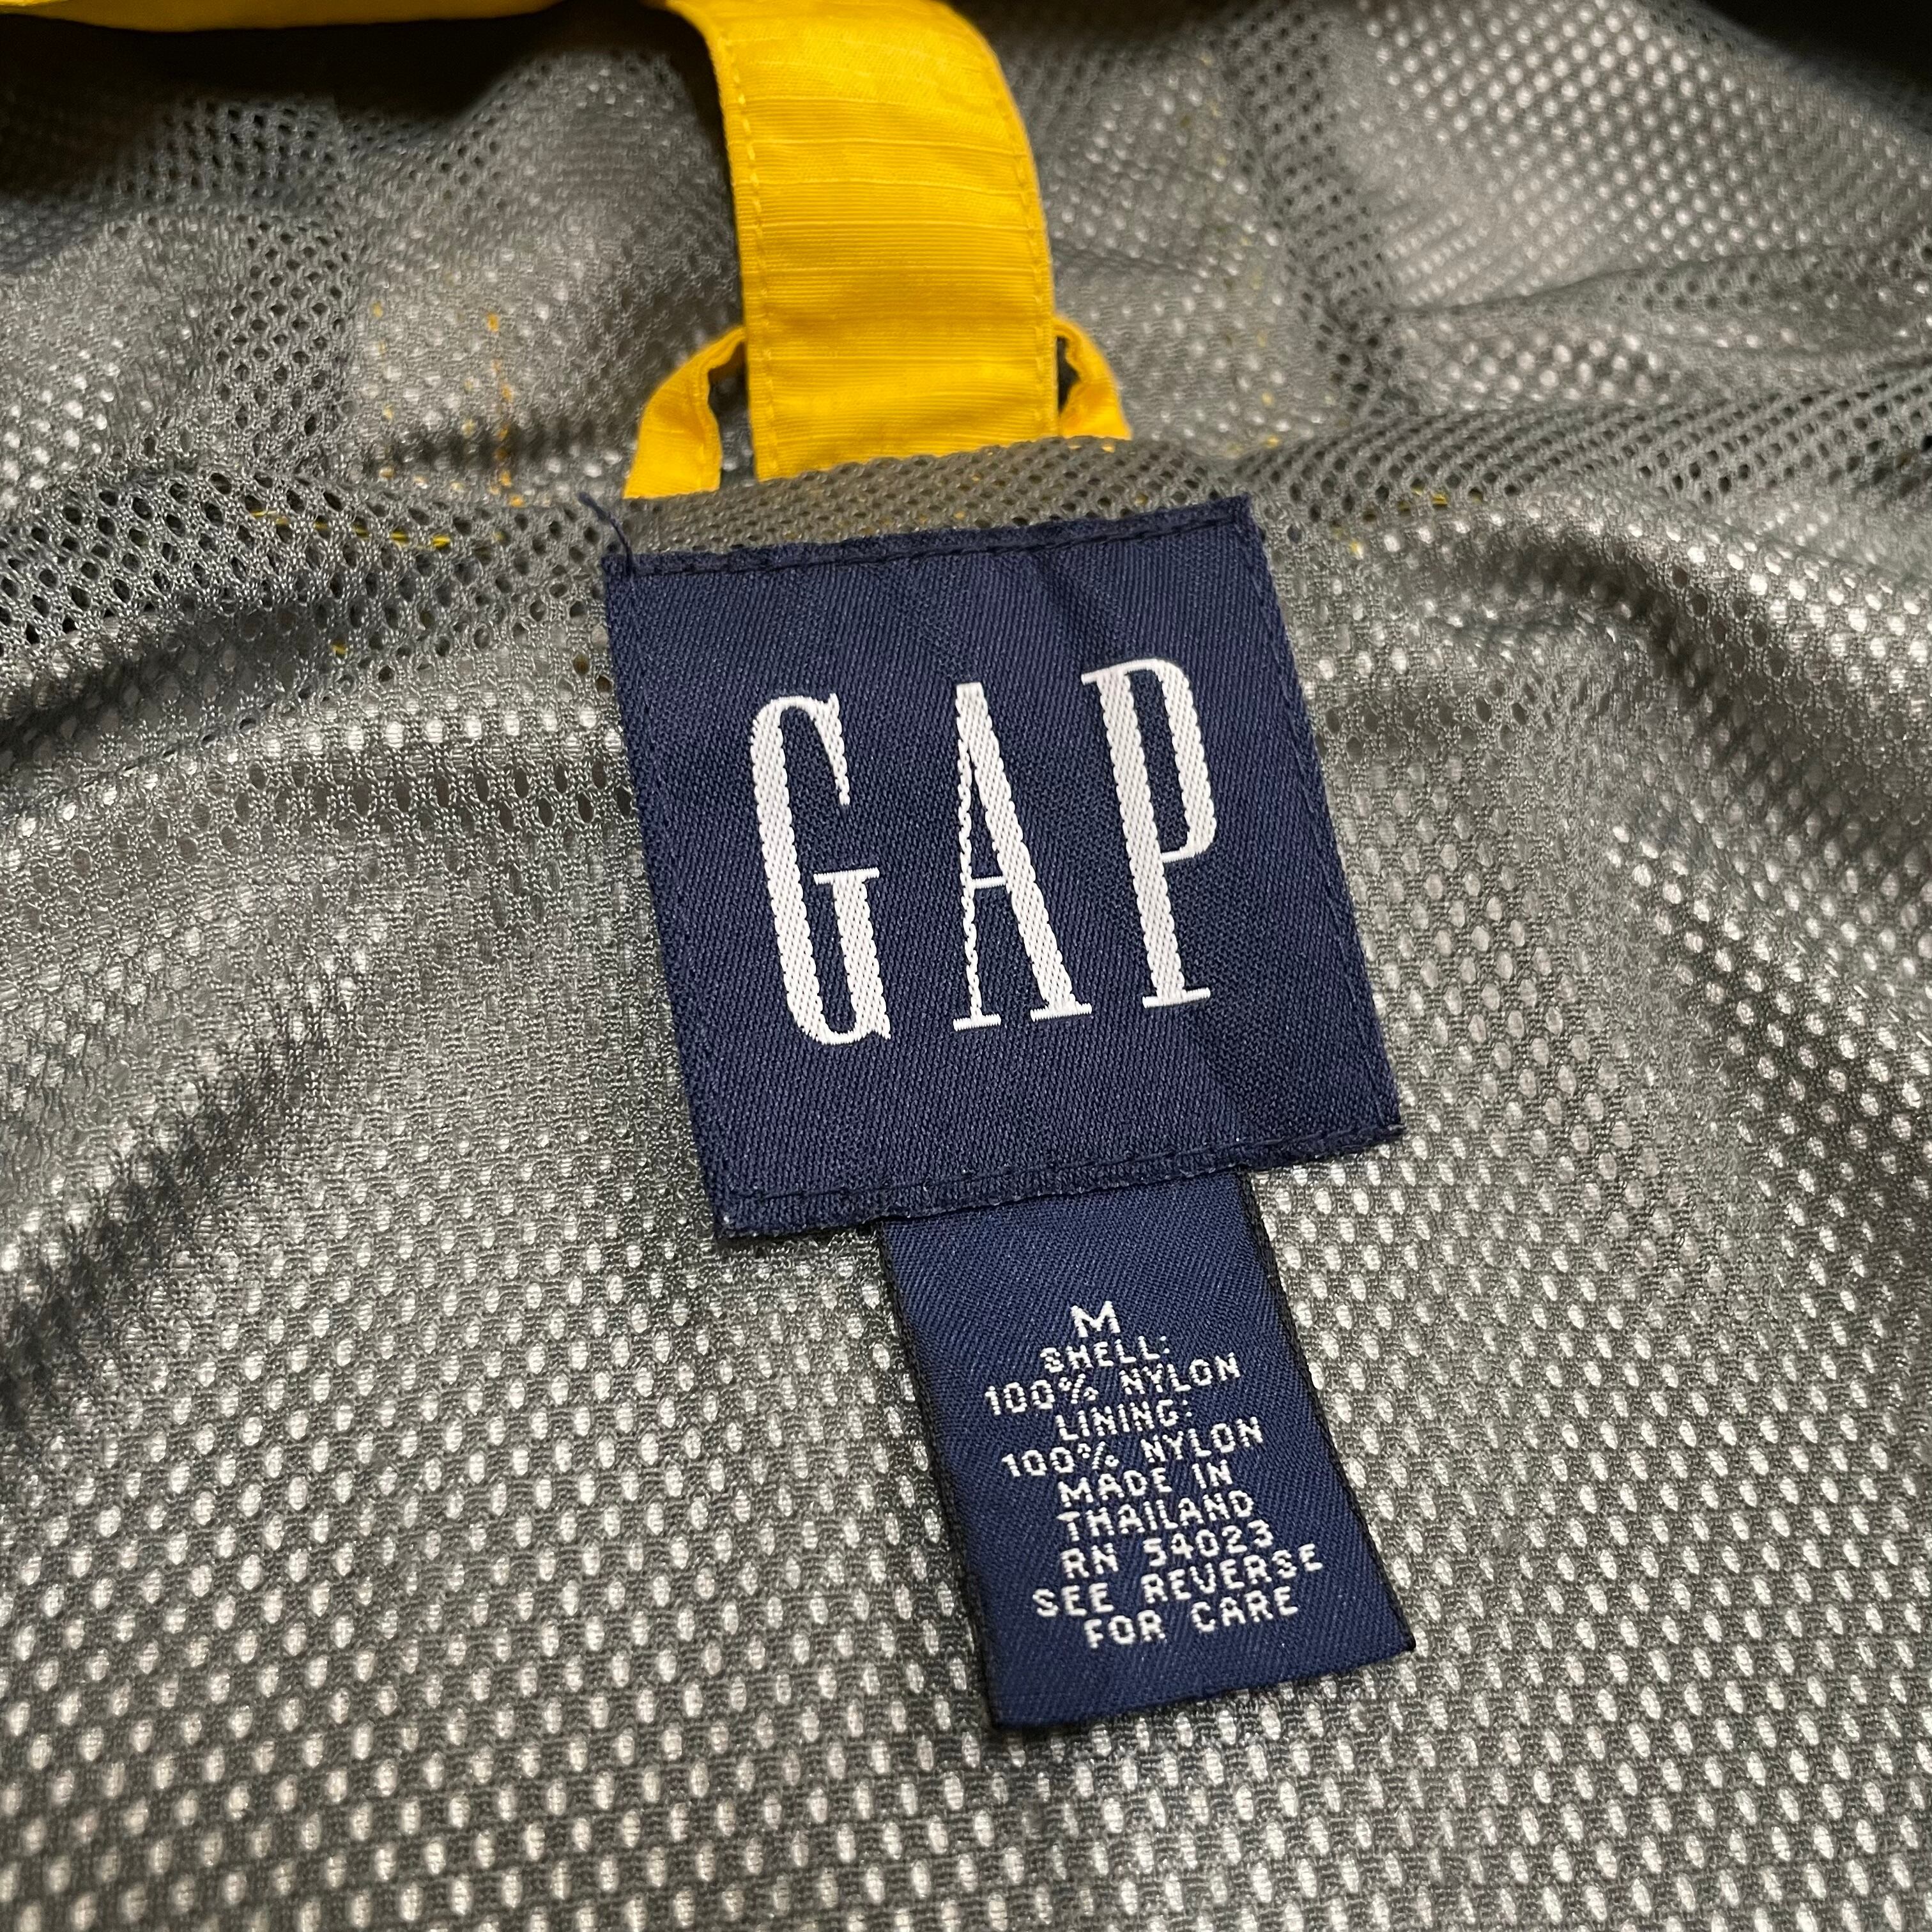 GAP
M
SHELL:
100% NYLON
LINING:
100% NYLON
MADE IN
THAILAND
RN 54023
SEE REVERSE
FOR CARE